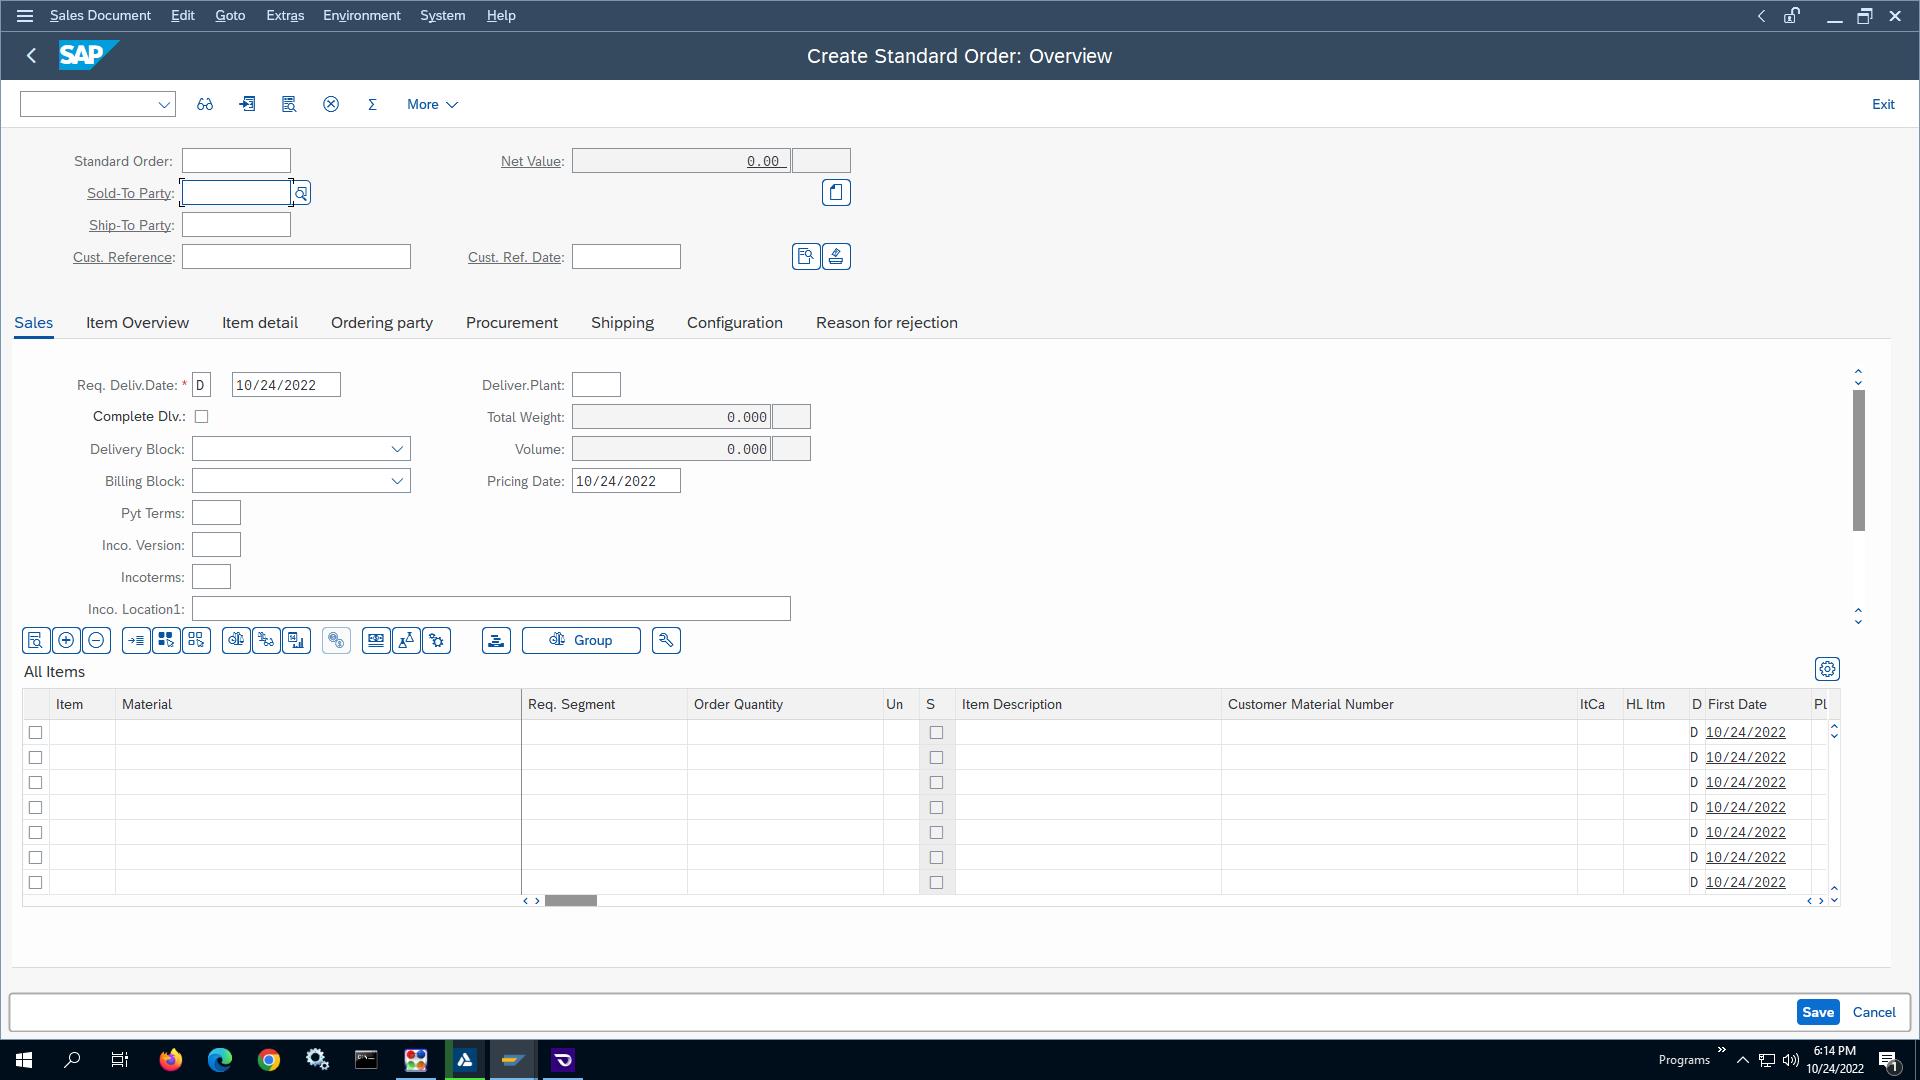 Sales Document Edit Goto Extras Environment System Help
SAP
Create Standard Order: Overview
More
Exit
Standard Order:
Net Value: 0.00
Sold-To Party:
Ship-To Party:
Cust. Reference:
Cust. Ref. Date:
Sales Item Overview Item detail Ordering party Procurement Shipping Configuration Reason for rejection
Req. Deliv.Date: * D 10/24/2022
Deliver.Plant:
Complete Dlv.:
Total Weight: 0.000
Delivery Block:
Volume: 0.000
Billing Block:
Pricing Date: 10/24/2022
Pyt Terms:
Inco. Version:
Incoterms:
Inco. Location1:
Group
All Items
Item Material Req. Segment Order Quantity Un S Item Description Customer Material Number ItCa HL Itm D First Date Pl
D 10/24/2022
D 10/24/2022
D 10/24/2022
D 10/24/2022
D 10/24/2022
D 10/24/2022
D 10/24/2022
Save Cancel
Programs
6:14 PM
10/24/2022
1